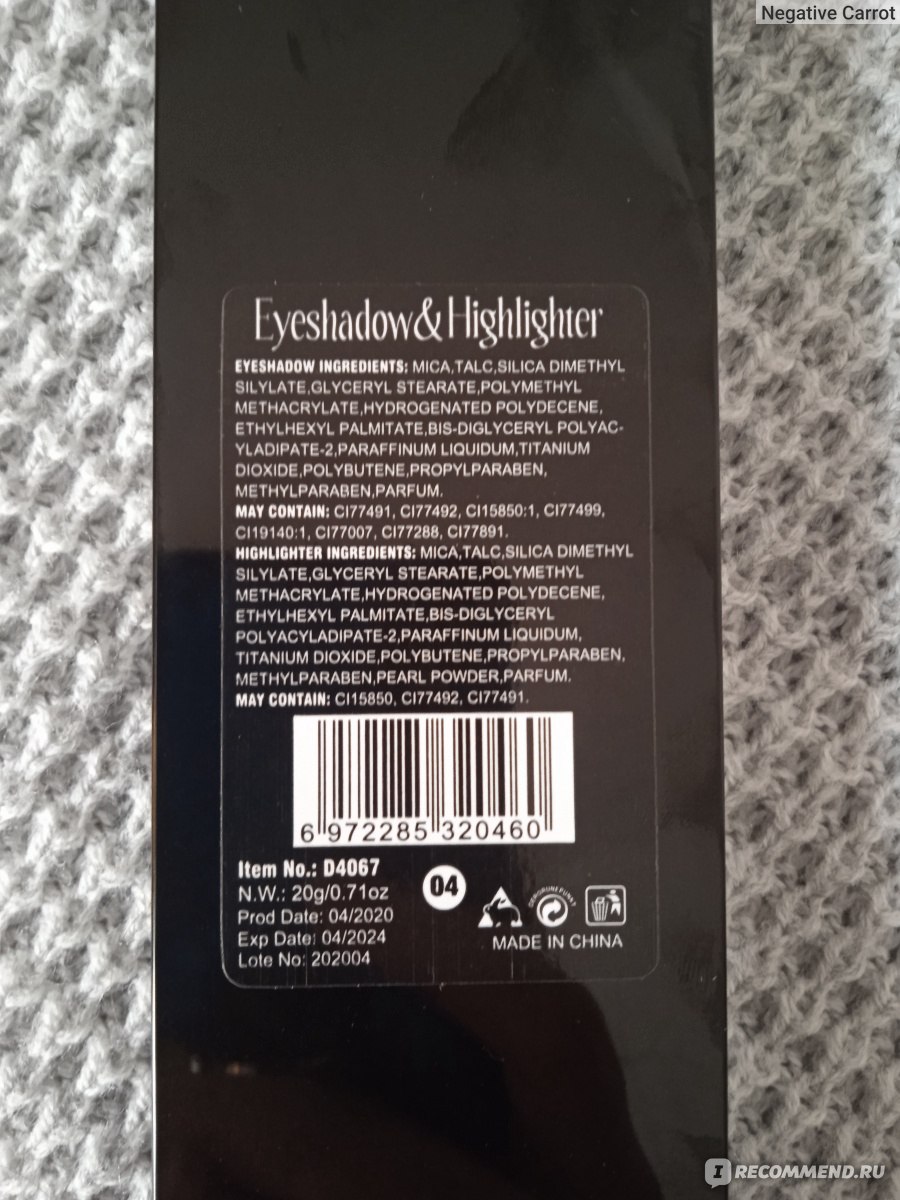 Negative Carrot
Eyeshadow&Highlighter
EYESHADOW INGREDIENTS: MICA,TALC,SILICA DIMETHYL
SILYLATE,GLYCERYL STEARATE,POLYMETHYL
METHACRYLATE,HYDROGENATED POLYDECENE,
ETHYLHEXYL PALMITATE,BIS-DIGLYCERYL POLYAC-
YLADIPATE-2,PARAFFINUM LIQUIDUM,TITANIUM
DIOXIDE,POLYBUTENE,PROPYLPARABEN,
METHYLPARABEN,PARFUM.
MAY CONTAIN: CI77491, CI77492, CI15850:1, CI77499,
CI19140:1, CI77007, CI77288, CI77891.
HIGHLIGHTER INGREDIENTS: MICA,TALC,SILICA DIMETHYL
SILYLATE,GLYCERYL STEARATE,POLYMETHYL
METHACRYLATE,HYDROGENATED POLYDECENE,
ETHYLHEXYL PALMITATE,BIS-DIGLYCERYL
POLYACYLADIPATE-2,PARAFFINUM LIQUIDUM,
TITANIUM DIOXIDE,POLYBUTENE,PROPYLPARABEN,
METHYLPARABEN,PEARL POWDER,PARFUM.
MAY CONTAIN: CI15850, CI77492, CI77491.
6 972285 320460
Item No.: D4067
N.W.: 20g/0.71oz
Prod Date: 04/2020
Exp Date: 04/2024
Lote No: 202004
04
MADE IN CHINA
IRECOMMEND.RU